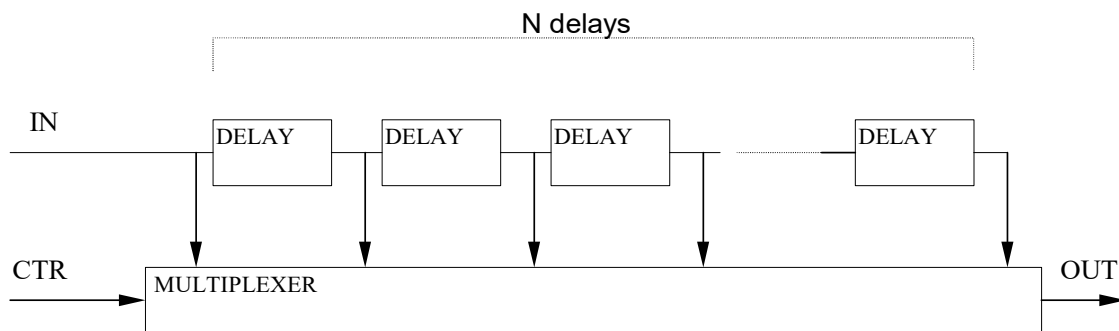 N delays
IN
DELAY
DELAY
DELAY
DELAY
CTR
MULTIPLEXER
OUT